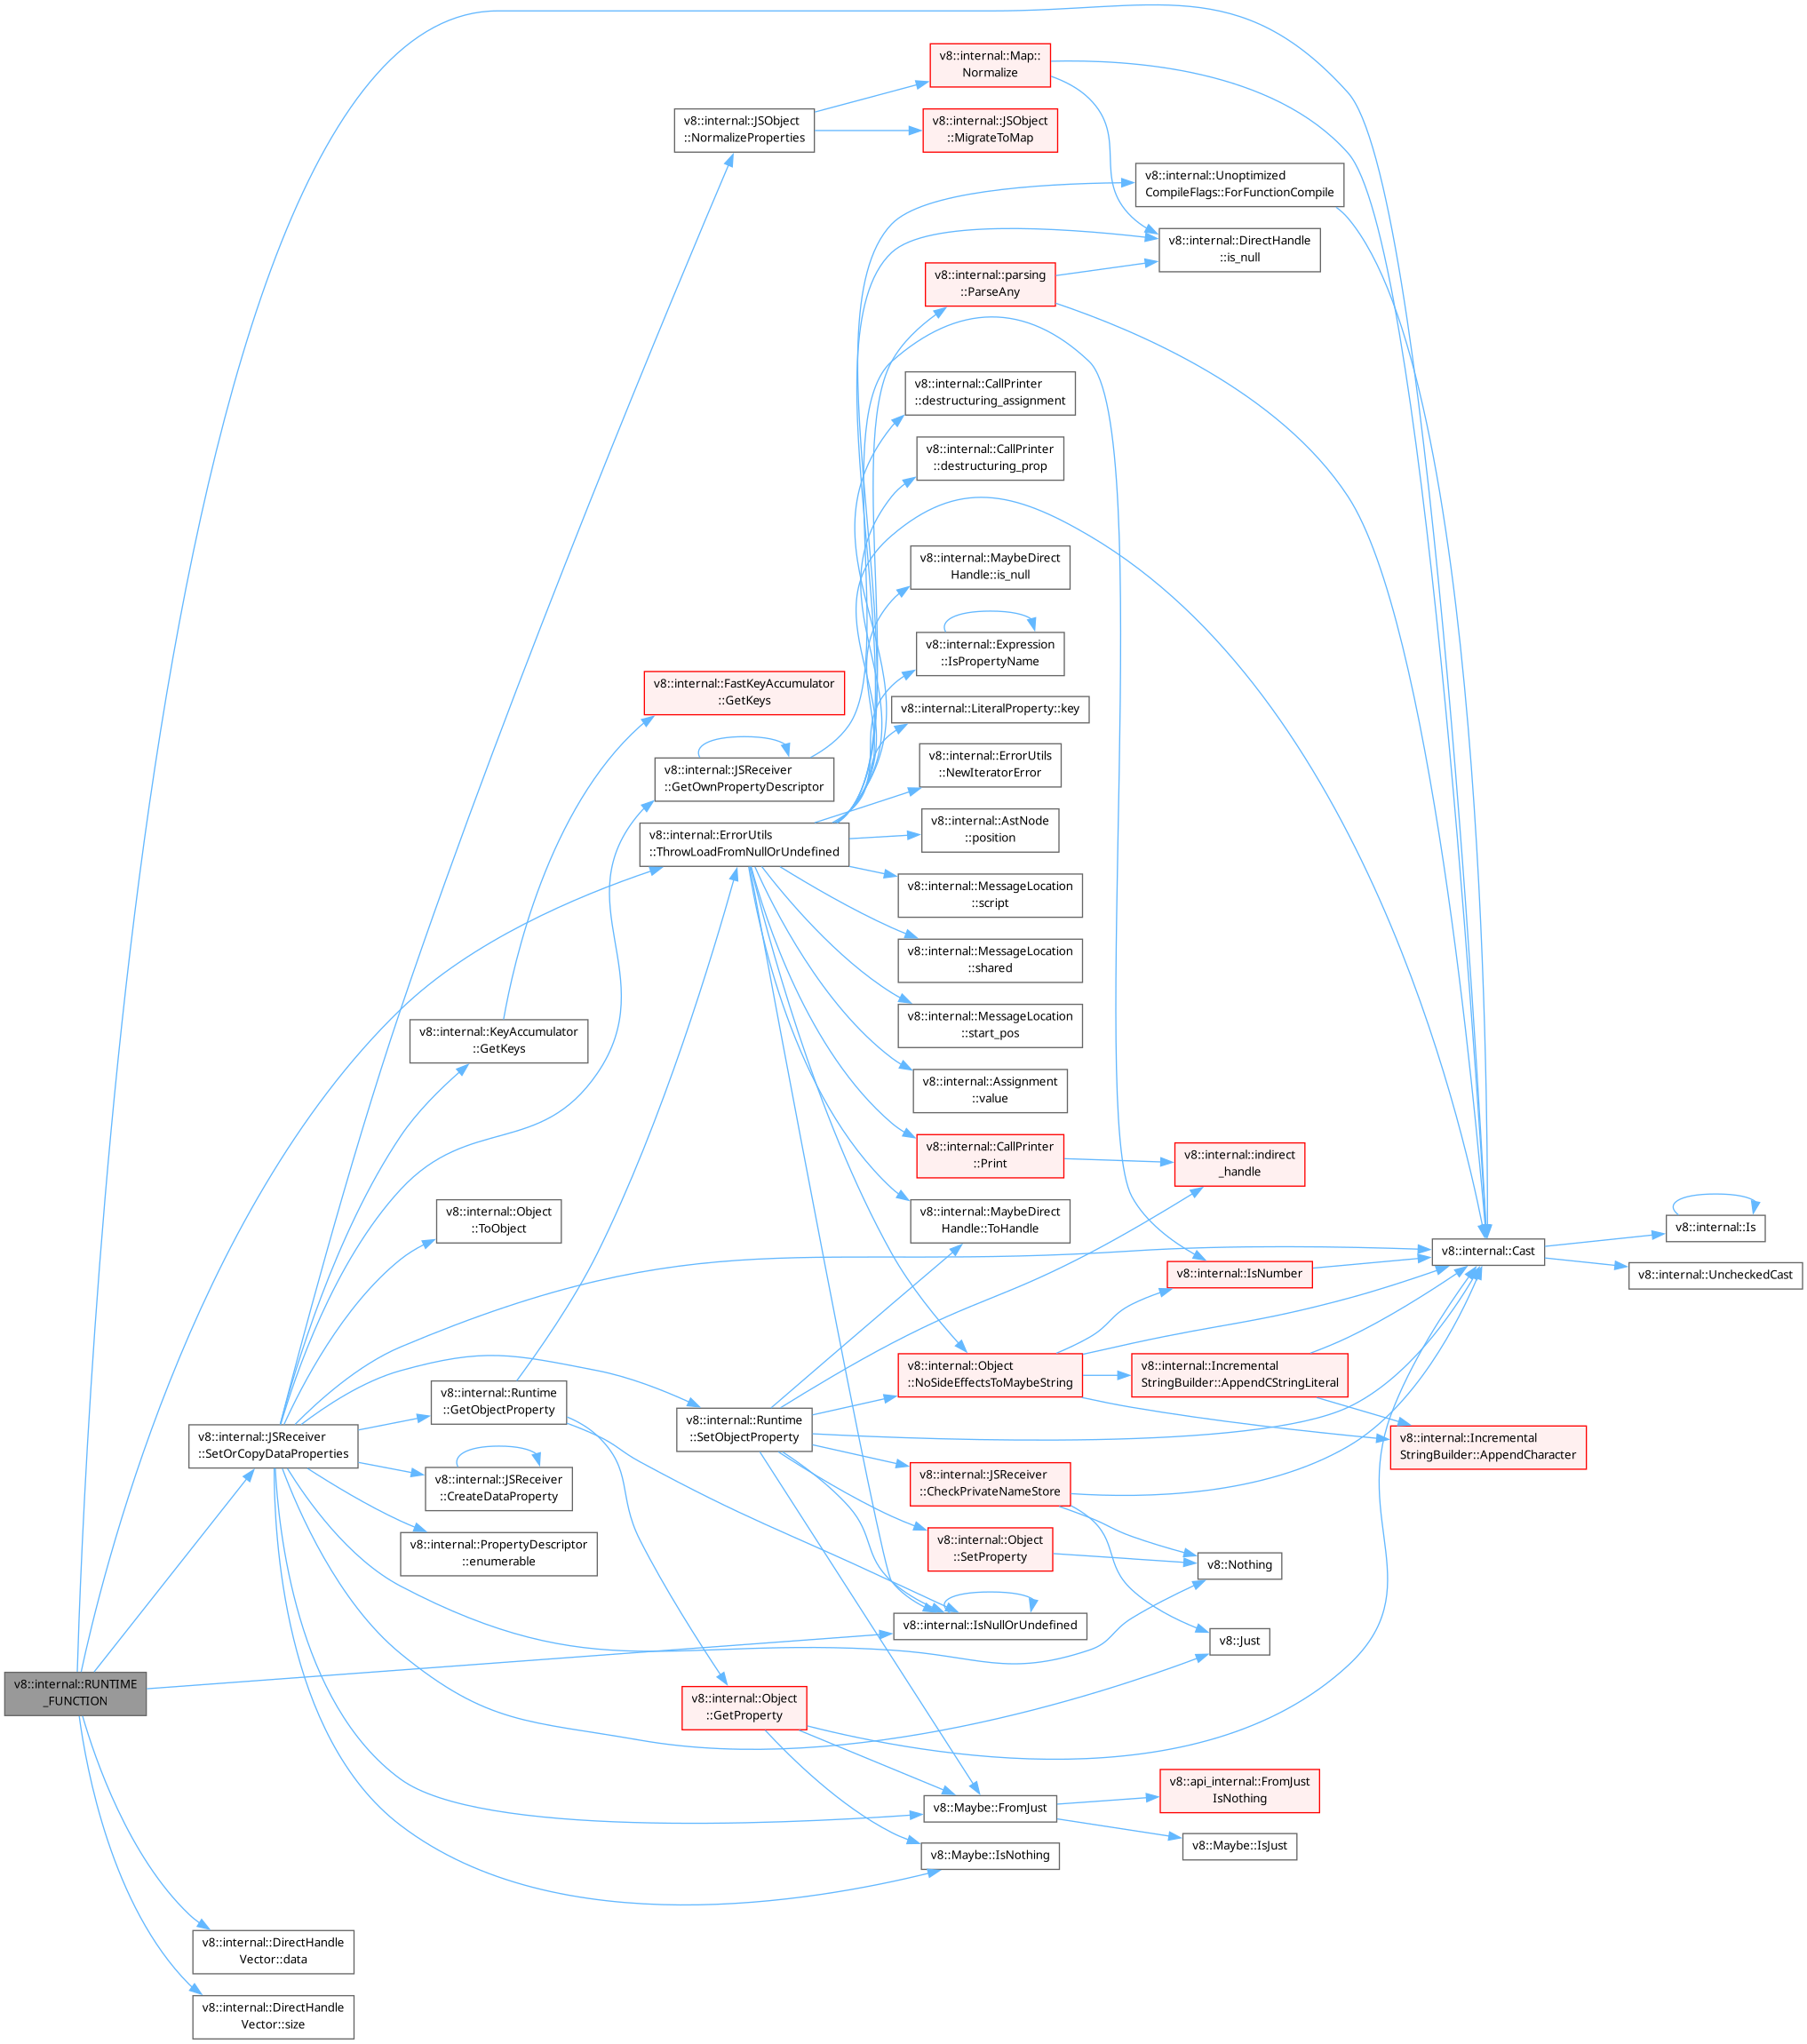 v8::internal::Map::
Normalize
v8::internal::JSObject
::NormalizeProperties
v8::internal::JSObject
::MigrateToMap
v8::internal::Unoptimized
CompileFlags::ForFunctionCompile
v8::internal::DirectHandle
::is_null
v8::internal::parsing
::ParseAny
v8::internal::CallPrinter
::destructuring_assignment
v8::internal::CallPrinter
::destructuring_prop
v8::internal::MaybeDirect
Handle::is_null
v8::internal::Expression
::IsPropertyName
v8::internal::FastKeyAccumulator
::GetKeys
v8::internal::LiteralProperty::key
v8::internal::JSReceiver
::GetOwnPropertyDescriptor
v8::internal::ErrorUtils
::NewIteratorError
v8::internal::ErrorUtils
::ThrowLoadFromNullOrUndefined
v8::internal::AstNode
::position
v8::internal::MessageLocation
::script
v8::internal::MessageLocation
::shared
v8::internal::KeyAccumulator
::GetKeys
v8::internal::MessageLocation
::start_pos
v8::internal::Assignment
::value
v8::internal::CallPrinter
::Print
v8::internal::indirect
_handle
v8::internal::Object
::ToObject
v8::internal::MaybeDirect
Handle::ToHandle
v8::internal::Is
v8::internal::Cast
v8::internal::UncheckedCast
v8::internal::IsNumber
v8::internal::Object
::NoSideEffectsToMaybeString
v8::internal::Incremental
StringBuilder::AppendCStringLiteral
v8::internal::Runtime
::GetObjectProperty
v8::internal::Runtime
::SetObjectProperty
v8::internal::JSReceiver
::SetOrCopyDataProperties
v8::internal::Incremental
StringBuilder::AppendCharacter
v8::internal::JSReceiver
::CreateDataProperty
v8::internal::JSReceiver
::CheckPrivateNameStore
v8::internal::PropertyDescriptor
::enumerable
v8::internal::Object
::SetProperty
v8::Nothing
v8::internal::IsNullOrUndefined
v8::Just
v8::internal::RUNTIME
_FUNCTION
v8::internal::Object
::GetProperty
v8::api_internal::FromJust
IsNothing
v8::Maybe::FromJust
v8::Maybe::IsJust
v8::Maybe::IsNothing
v8::internal::DirectHandle
Vector::data
v8::internal::DirectHandle
Vector::size